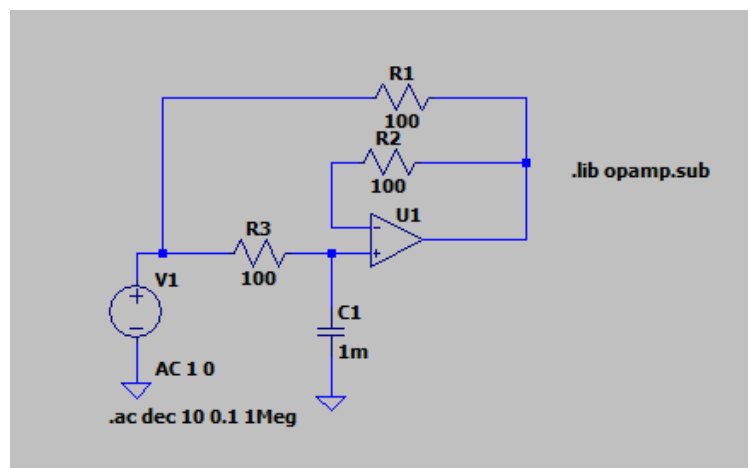 R1
100
R2
100
.lib opamp.sub
U1
R3
100
V1
C1
1m
AC 1 0
.ac dec 10 0.1 1Meg